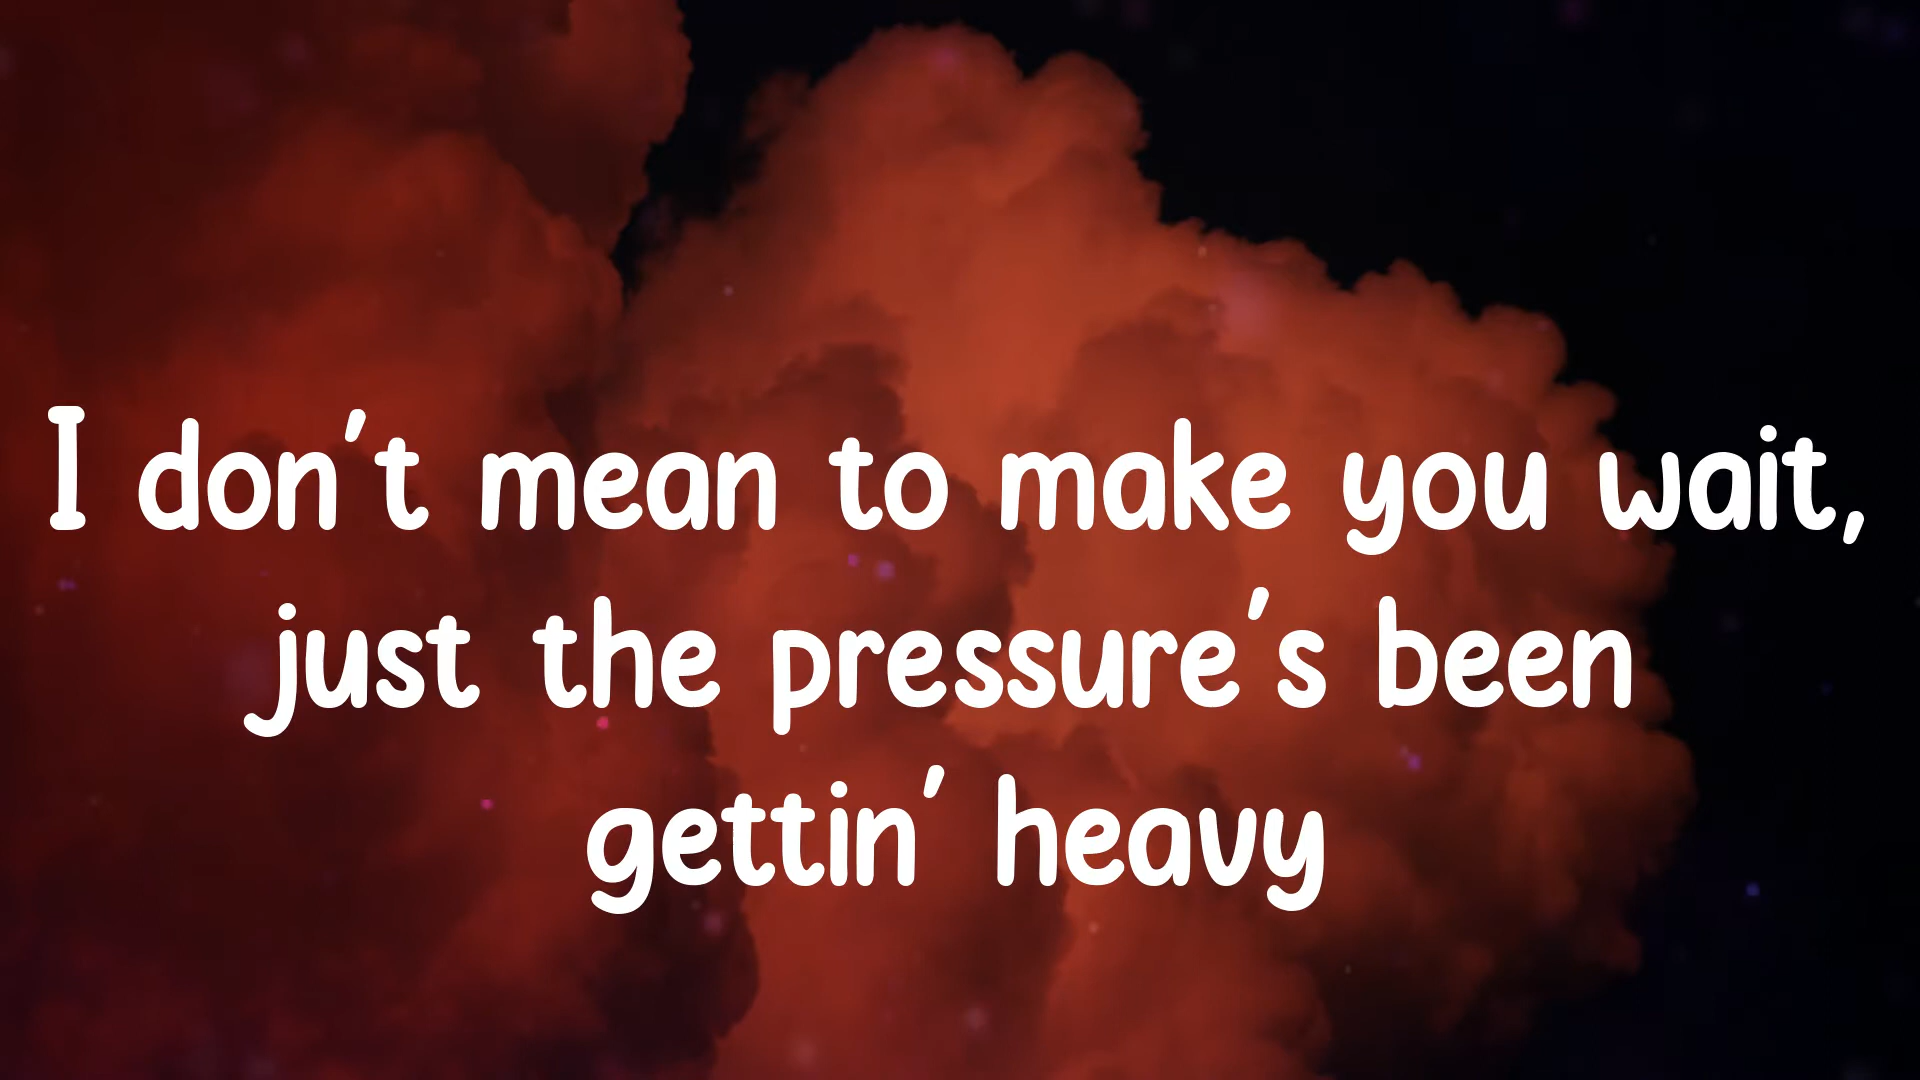 I don't mean to make you wait,
just the pressure's been
gettin' heavy